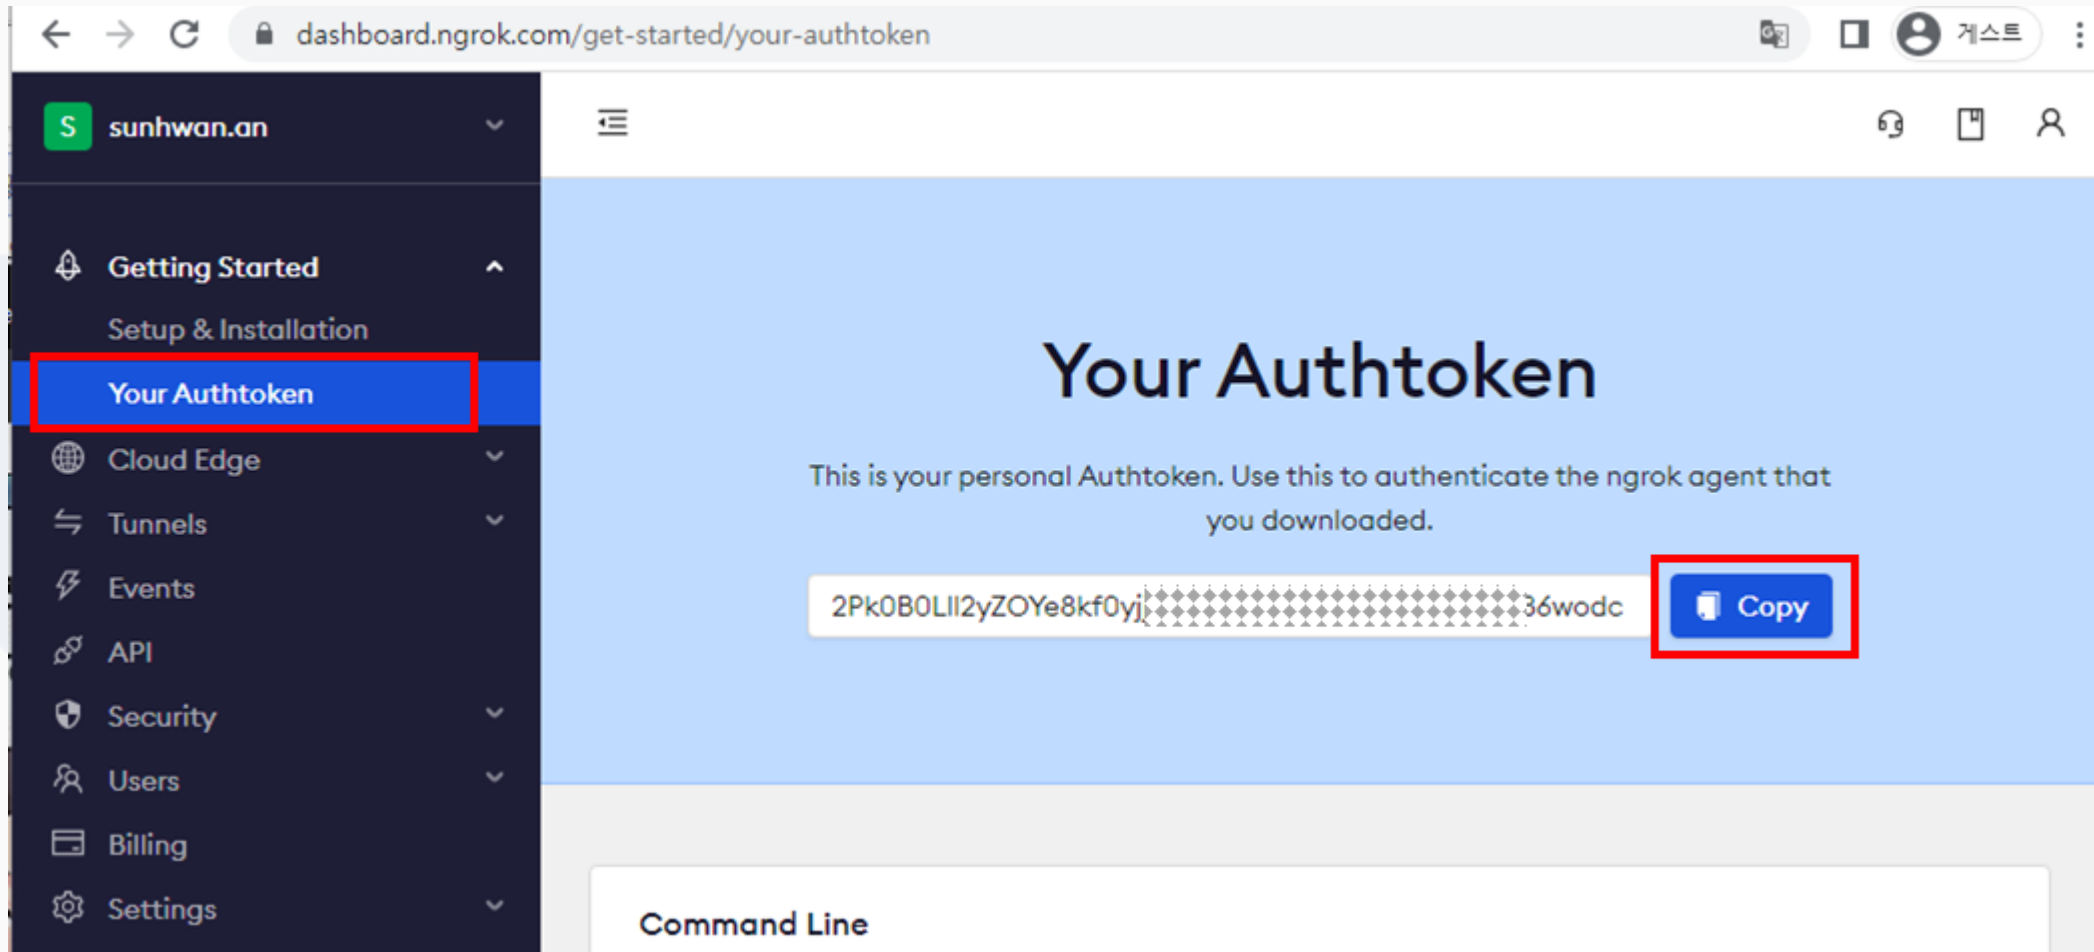 dashboard.ngrok.com/get-started/your-authtoken
게스트
S sunhwan.an
Getting Started
Setup & Installation
Your Authtoken
Cloud Edge
Tunnels
Events
API
Security
Users
Billing
Settings
Your Authtoken
This is your personal Authtoken. Use this to authenticate the ngrok agent that
you downloaded.
36wodc
Copy
Command Line